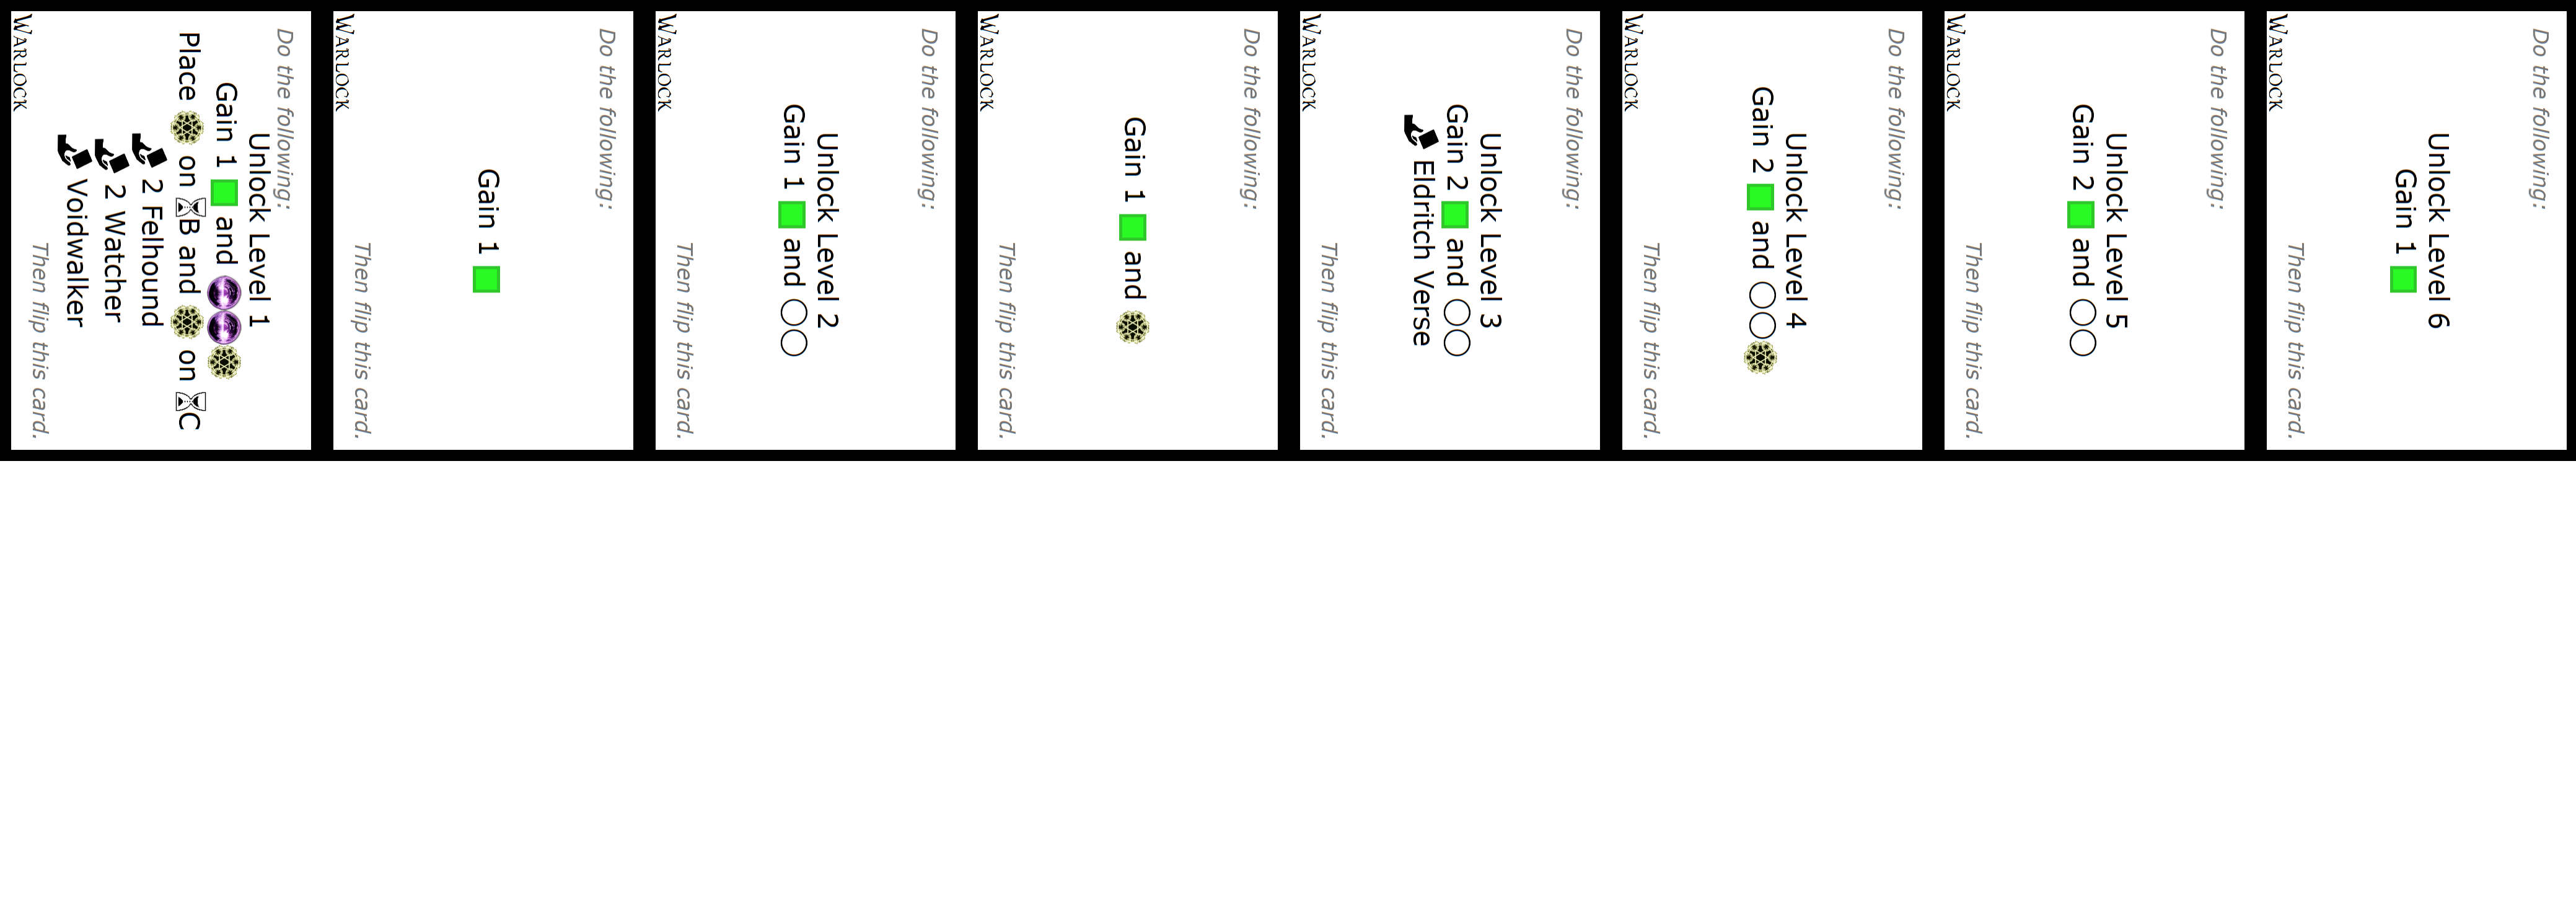 Do the following:
Unlock Level 1
Gain 1 and
Place on B and on C
2 Felhound
2 Watcher
Voidwalker
Then flip this card.
WARLOCK
Do the following:
Gain 1
Then flip this card.
WARLOCK
Do the following:
Unlock Level 2
Gain 1 and
Then flip this card.
WARLOCK
Do the following:
Gain 1 and
Then flip this card.
WARLOCK
Do the following:
Unlock Level 3
Gain 2 and
Eldritch Verse
Then flip this card.
WARLOCK
Do the following:
Unlock Level 4
Gain 2 and
Then flip this card.
WARLOCK
Do the following:
Unlock Level 5
Gain 2 and
Then flip this card.
WARLOCK
Do the following:
Unlock Level 6
Gain 1
Then flip this card.
WARLOCK